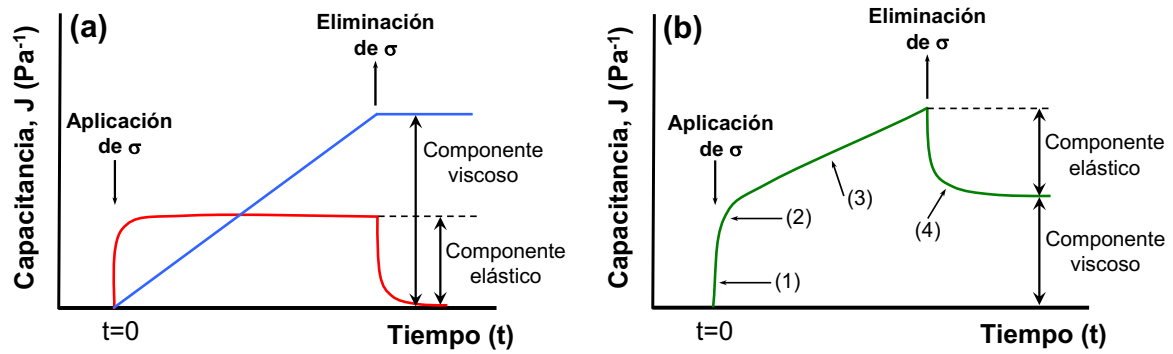 (a)
Capacitancia, J (Pa-1)
Aplicación
de σ
Eliminación
de σ
Componente
viscoso
Componente
elástico
t=0
Tiempo (t)
(b)
Capacitancia, J (Pa-1)
Aplicación
de σ
Eliminación
de σ
(1)
(2)
(3)
(4)
Componente
elástico
Componente
viscoso
t=0
Tiempo (t)